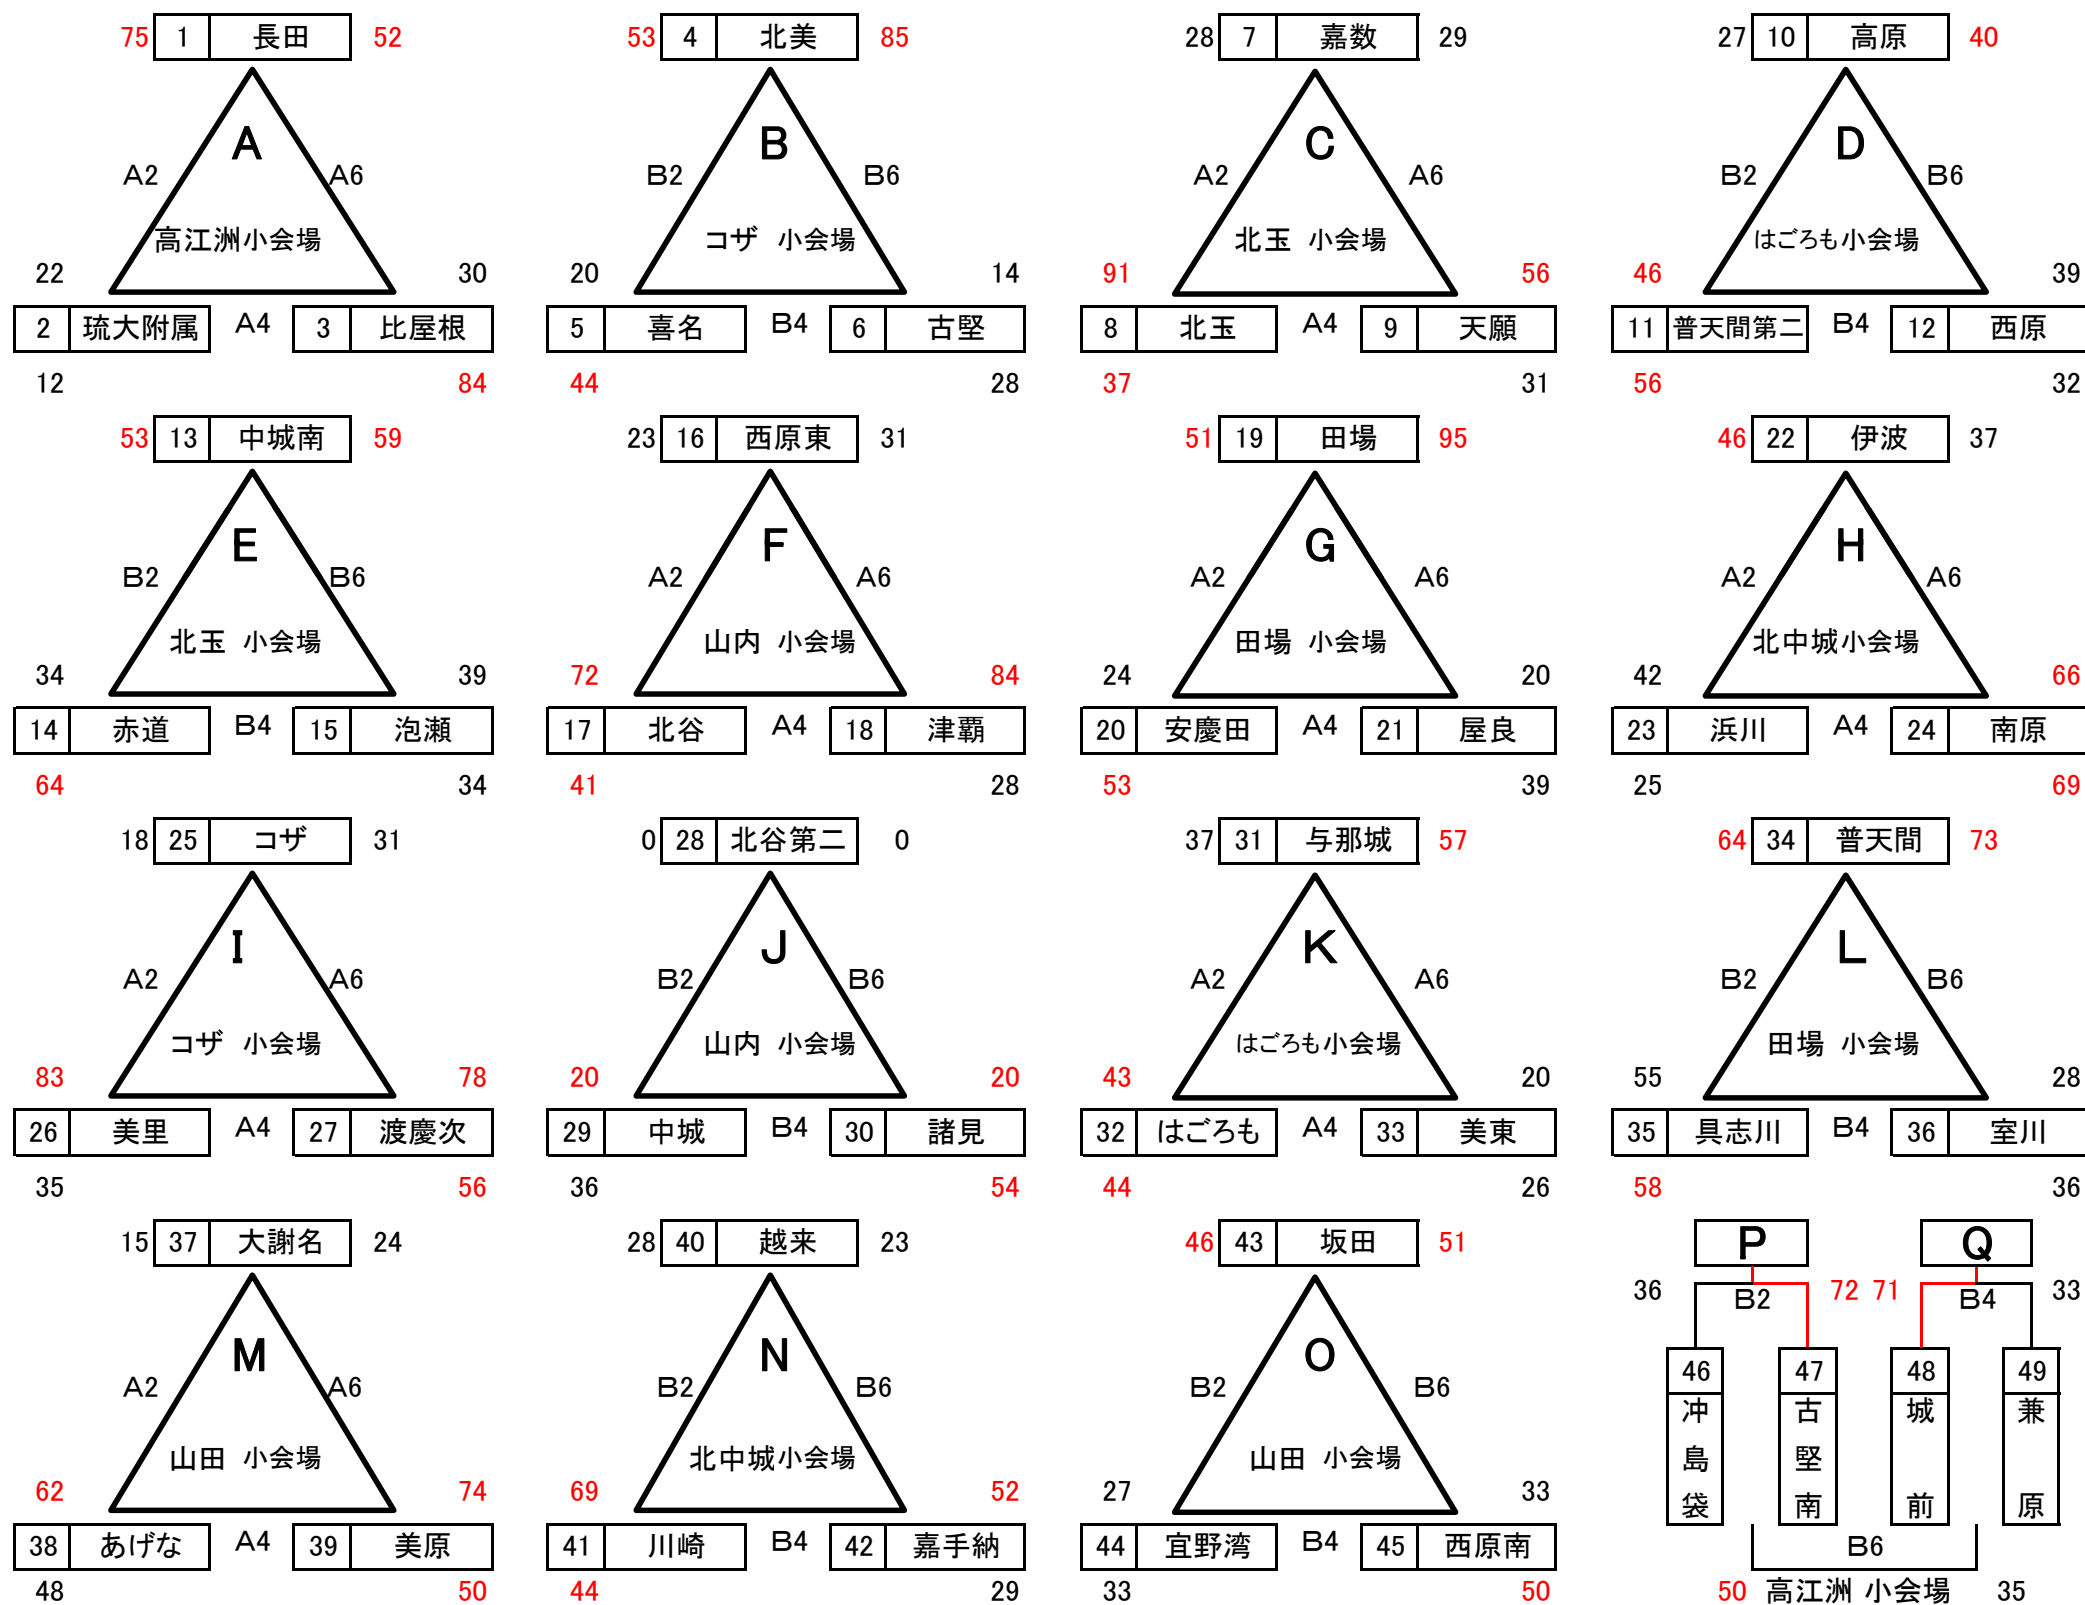 75 1 長田 52 53 4 北美 85 28 7 嘉数 29 27 10 高原 40
A B C D
A2 A6 B2 B6 A2 A6 B2 B6
高江洲小会場 コザ 小会場 北玉 小会場 はごろも小会場
22 30 20 14 91 56 46 39
2 琉大附属 A4 3 比屋根 5 喜名 B4 6 古堅 8 北玉 A4 9 天願 11 普天間第二 B4 12 西原
12 84 44 28 37 31 56 32
53 13 中城南 59 23 16 西原東 31 51 19 田場 95 46 22 伊波 37
E F G H
B2 B6 A2 A6 A2 A6 A2 A6
北玉 小会場 山内 小会場 田場 小会場 北中城小会場
34 39 72 84 24 20 42 66
14 赤道 B4 15 泡瀬 17 北谷 A4 18 津覇 20 安慶田 A4 21 屋良 23 浜川 A4 24 南原
64 34 41 28 53 39 25 69
18 25 コザ 31 0 28 北谷第二 0 37 31 与那城 57 64 34 普天間 73
I J K L
A2 A6 B2 B6 A2 A6 B2 B6
コザ 小会場 山内 小会場 はごろも小会場 田場 小会場
83 78 20 20 43 20 55 28
26 美里 A4 27 渡慶次 29 中城 B4 30 諸見 32 はごろも A4 33 美東 35 具志川 B4 36 室川
35 56 36 54 44 26 58 36
15 37 大謝名 24 28 40 越来 23 46 43 坂田 51 P Q
36 B2 72 71 B4 33
M N O
A2 A6 B2 B6 B2 B6
46 47 48 49
冲島袋 古堅南 城前 兼原
山田 小会場 北中城小会場 山田 小会場
62 74 69 52 27 33
38 あげな A4 39 美原 41 川崎 B4 42 嘉手納 44 宜野湾 B4 45 西原南 B6
48 50 44 29 33 50 50 高江洲 小会場 35